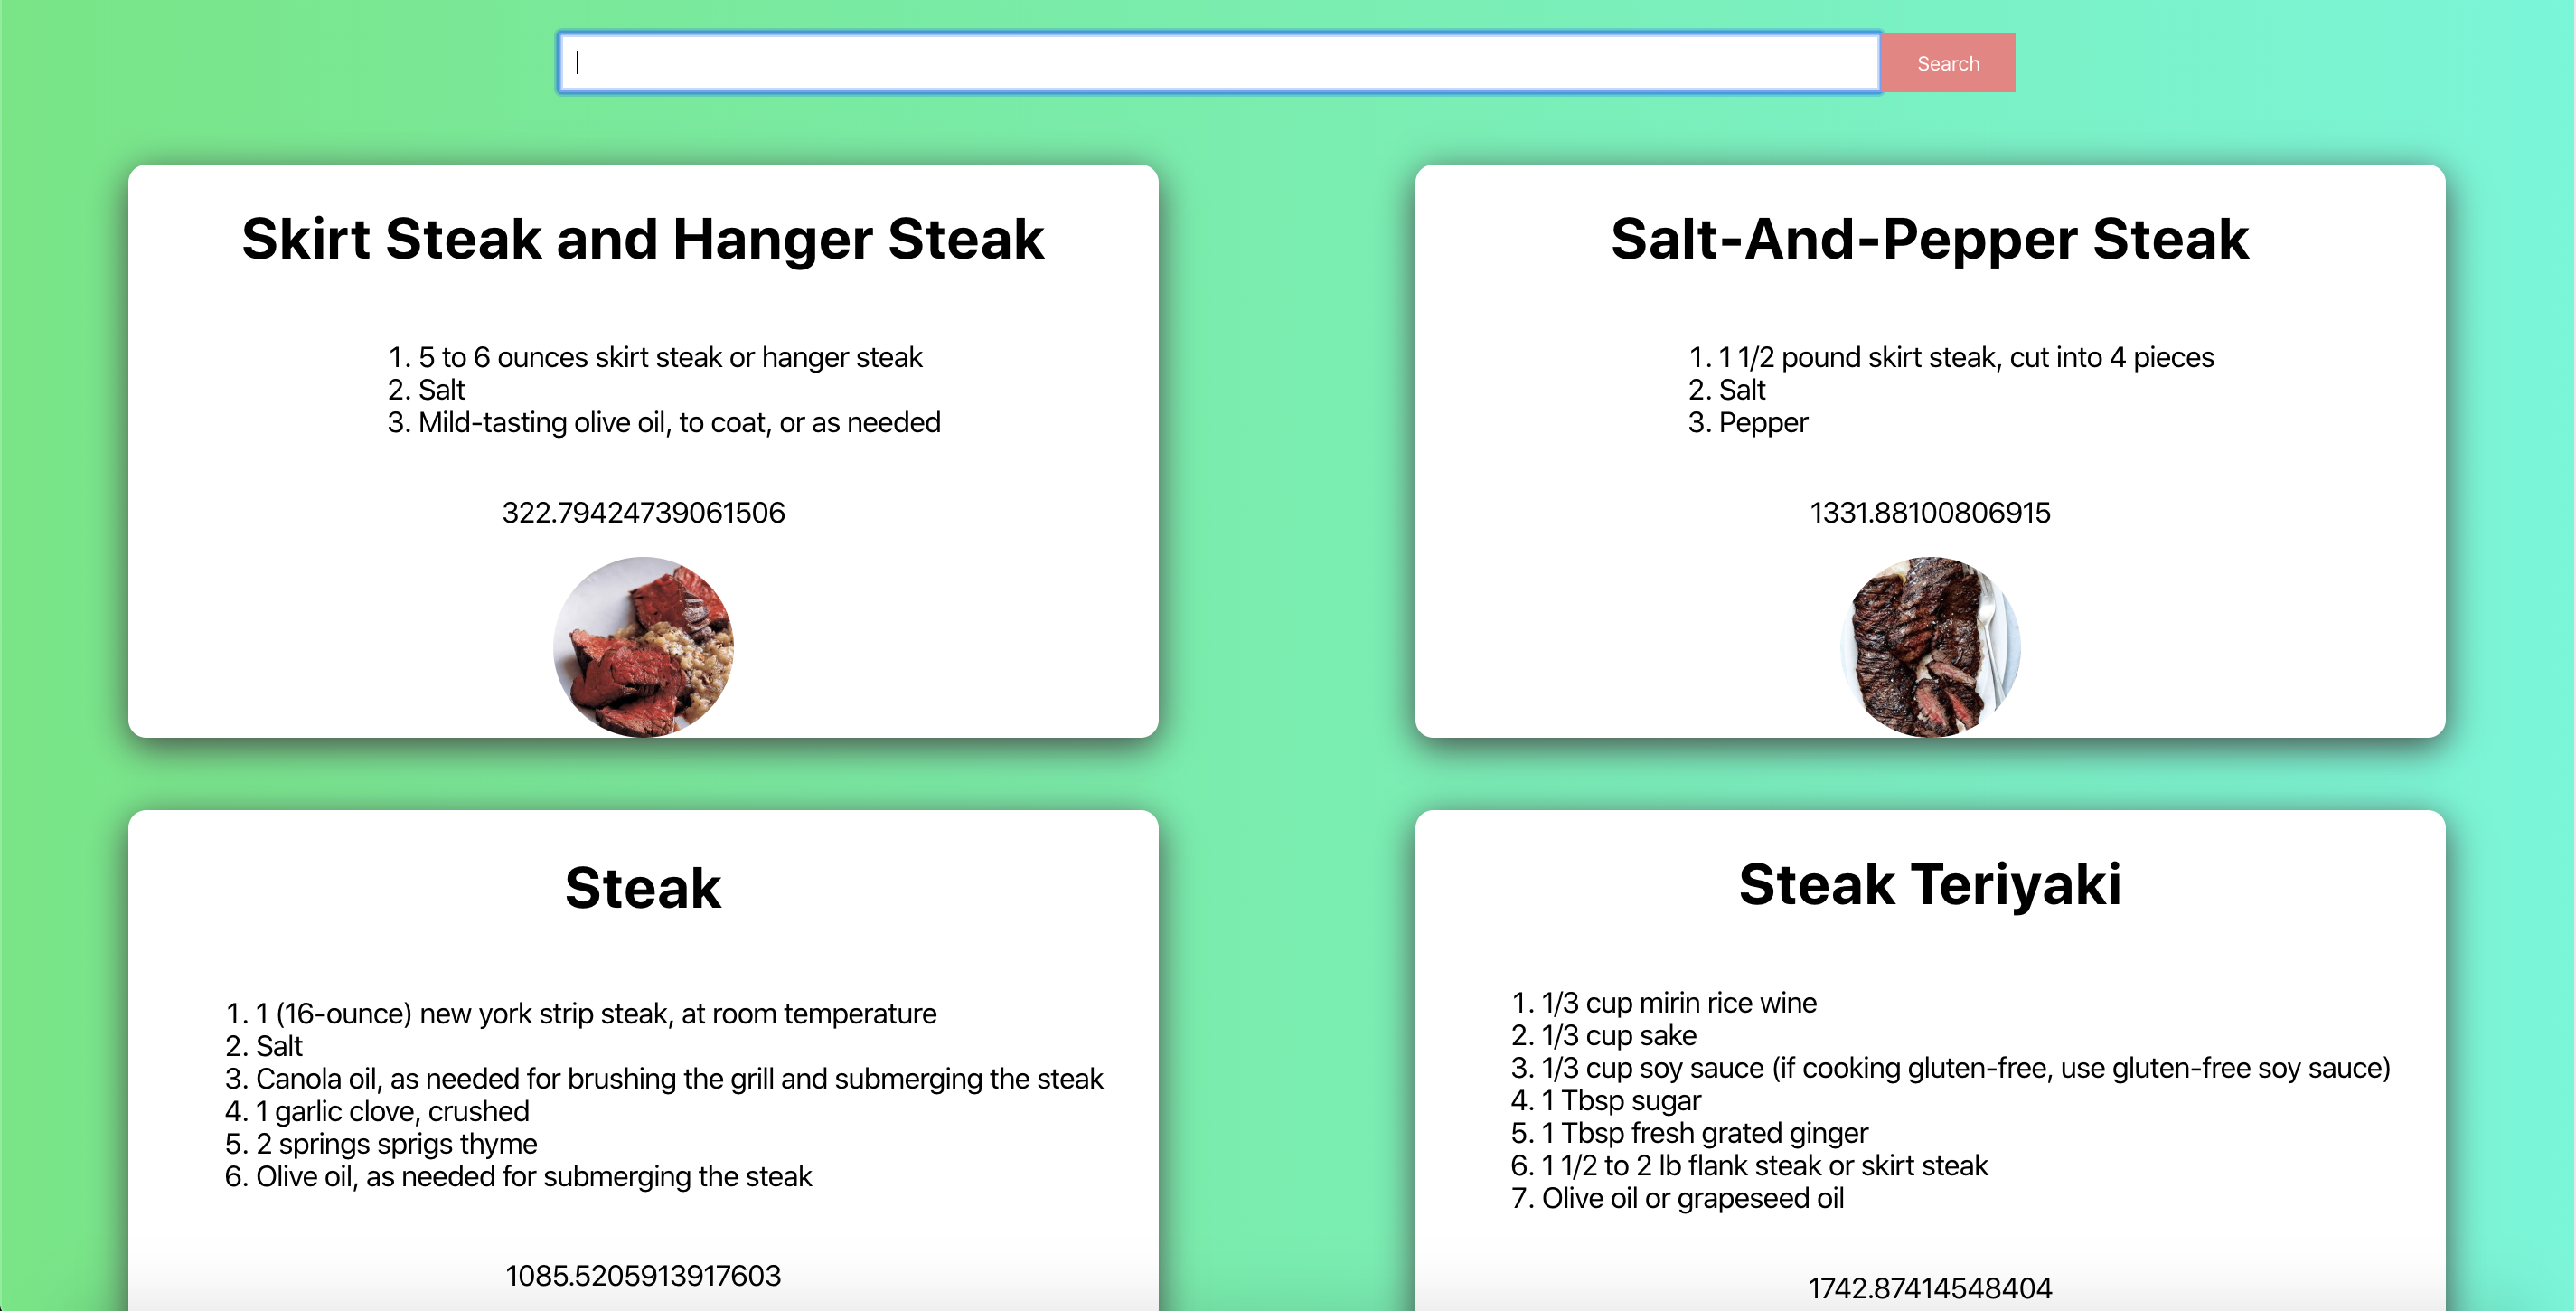 Search
Skirt Steak and Hanger Steak
1. 5 to 6 ounces skirt steak or hanger steak
2. Salt
3. Mild-tasting olive oil, to coat, or as needed
322.79424739061506
Salt-And-Pepper Steak
1. 1 1/2 pound skirt steak, cut into 4 pieces
2. Salt
3. Pepper
1331.88100806915
Steak
1. 1 (16-ounce) new york strip steak, at room temperature
2. Salt
3. Canola oil, as needed for brushing the grill and submerging the steak
4. 1 garlic clove, crushed
5. 2 springs sprigs thyme
6. Olive oil, as needed for submerging the steak
1085.5205913917603
Steak Teriyaki
1. 1/3 cup mirin rice wine
2. 1/3 cup sake
3. 1/3 cup soy sauce (if cooking gluten-free, use gluten-free soy sauce)
4. 1 Tbsp sugar
5. 1 Tbsp fresh grated ginger
6. 1 1/2 to 2 lb flank steak or skirt steak
7. Olive oil or grapeseed oil
1742.87414548404